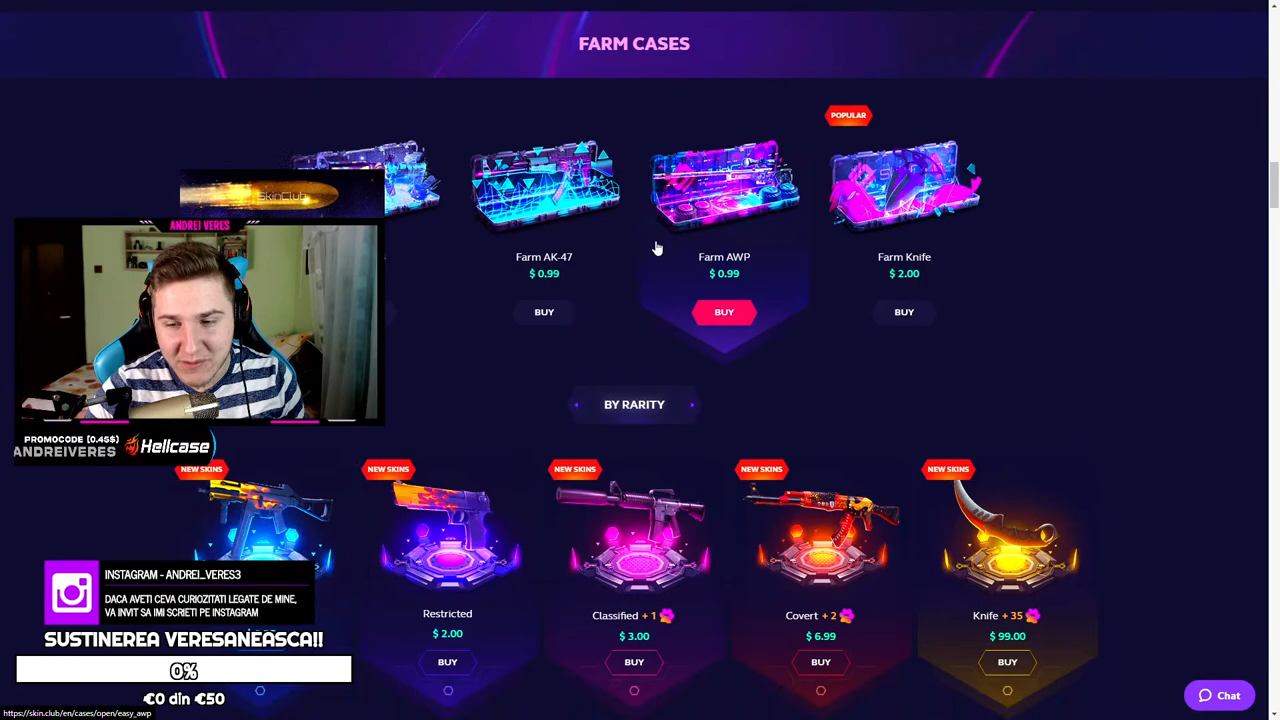 FARM CASES
POPULAR
SkinClub
ANDREI VERES
Farm AK-47
$ 0.99
BUY
Farm AWP
$ 0.99
BUY
Farm Knife
$ 2.00
BUY
BY RARITY
PROMOCODE (0.45$)
ANDREIVERES
Hellcase
NEW SKINS
NEW SKINS
NEW SKINS
NEW SKINS
NEW SKINS
INSTAGRAM - ANDREI_VERES3
DACA AVETI CEVA CURIOZITATI LEGATE DE MINE,
VA INVIT SA IMI SCRIETI PE INSTAGRAM
SUSTINEREA VERESANEASCA!!
0%
€0 din €50
Restricted
$ 2.00
BUY
Classified + 1
$ 3.00
BUY
Covert + 2
$ 6.99
BUY
Knife + 35
$ 99.00
BUY
Chat
https://skin.club/en/cases/open/easy_awp